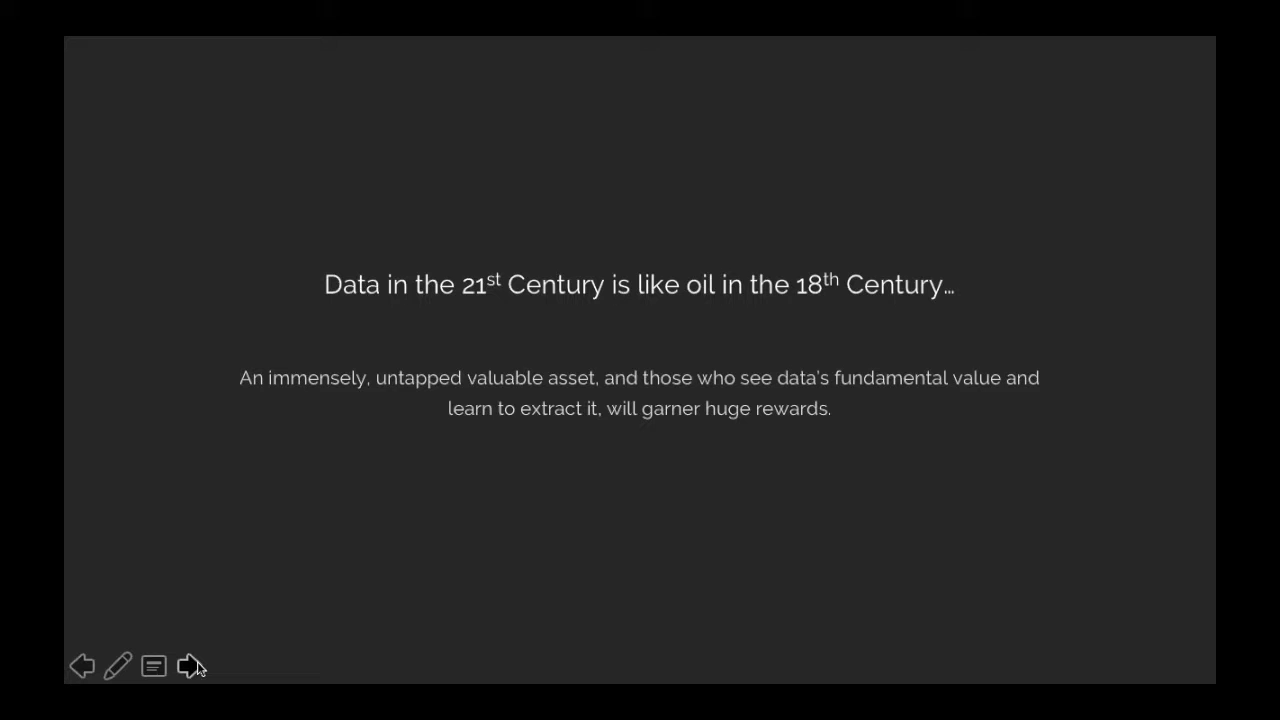 Data in the 21st Century is like oil in the 18th Century…
An immensely, untapped valuable asset, and those who see data's fundamental value and
learn to extract it, will garner huge rewards.